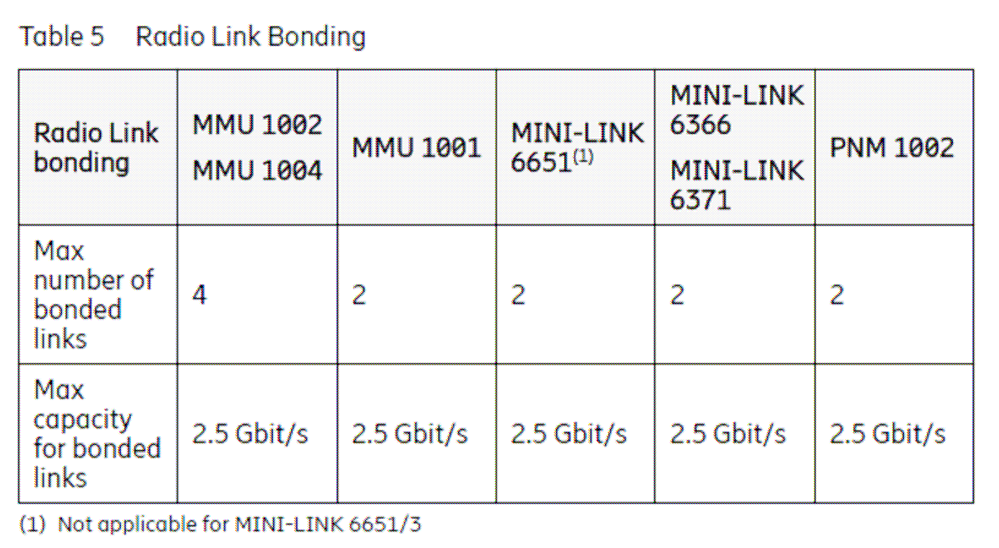 Table 5 Radio Link Bonding
Radio Link
bonding
MMU 1002
MMU 1004
MMU 1001
MINI-LINK
6651(1)
MINI-LINK
6366
MINI-LINK
6371
PNM 1002
Max
number of
bonded
links
4
2
2
2
2
Max
capacity
for bonded
links
2.5 Gbit/s
2.5 Gbit/s
2.5 Gbit/s
2.5 Gbit/s
2.5 Gbit/s
(1) Not applicable for MINI-LINK 6651/3